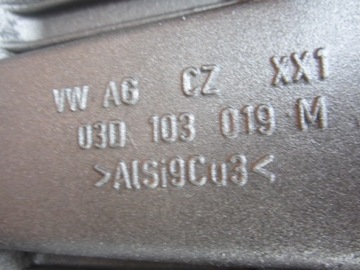 VW AG CZ XX1
03D 103 019 M
>AlSi9Cu3<